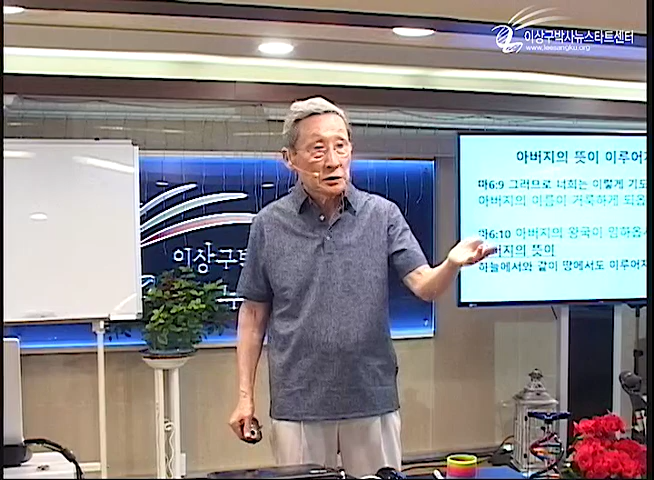 이상구박사뉴스타트센터
www.leesangku.org
이상구박
아버지의 뜻이 이루어지
마6:9 그러므로 너희는 이렇게 기도
아버지의 이름이 거룩하게 되옵
마6:10 아버지의 왕국이 임하옵시
버지의 뜻이
하늘에서와 같이 땅에서도 이루어지